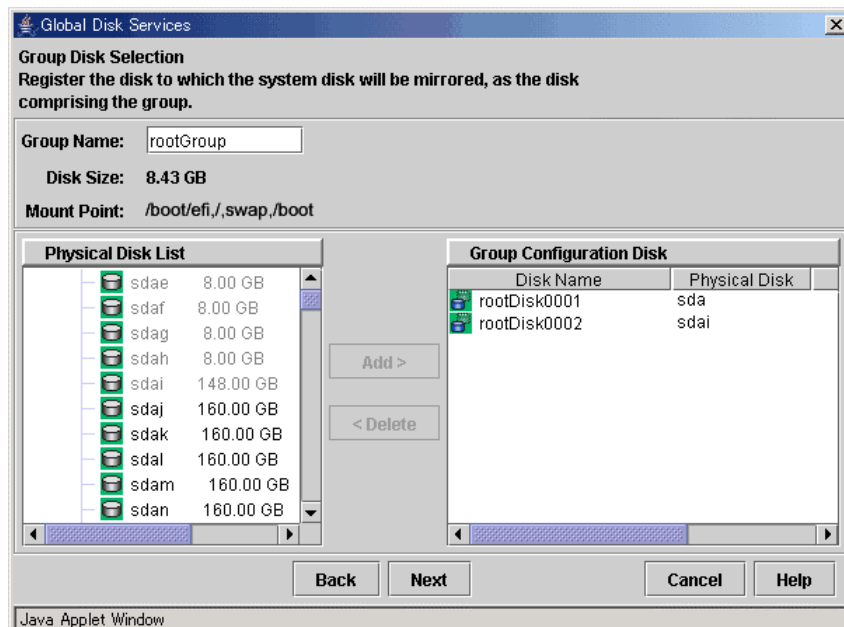 Global Disk Services
Group Disk Selection
Register the disk to which the system disk will be mirrored, as the disk
comprising the group.
Group Name: rootGroup
Disk Size: 8.43 GB
Mount Point: /boot/efi,/,swap,/boot
Physical Disk List
sdae 8.00 GB
sdaf 8.00 GB
sdag 8.00 GB
sdah 8.00 GB
sdai 148.00 GB
sdaj 160.00 GB
sdak 160.00 GB
sdal 160.00 GB
sdam 160.00 GB
sdan 160.00 GB
Add >
< Delete
Group Configuration Disk
Disk Name Physical Disk
rootDisk0001 sda
rootDisk0002 sdai
Back Next Cancel Help
Java Applet Window